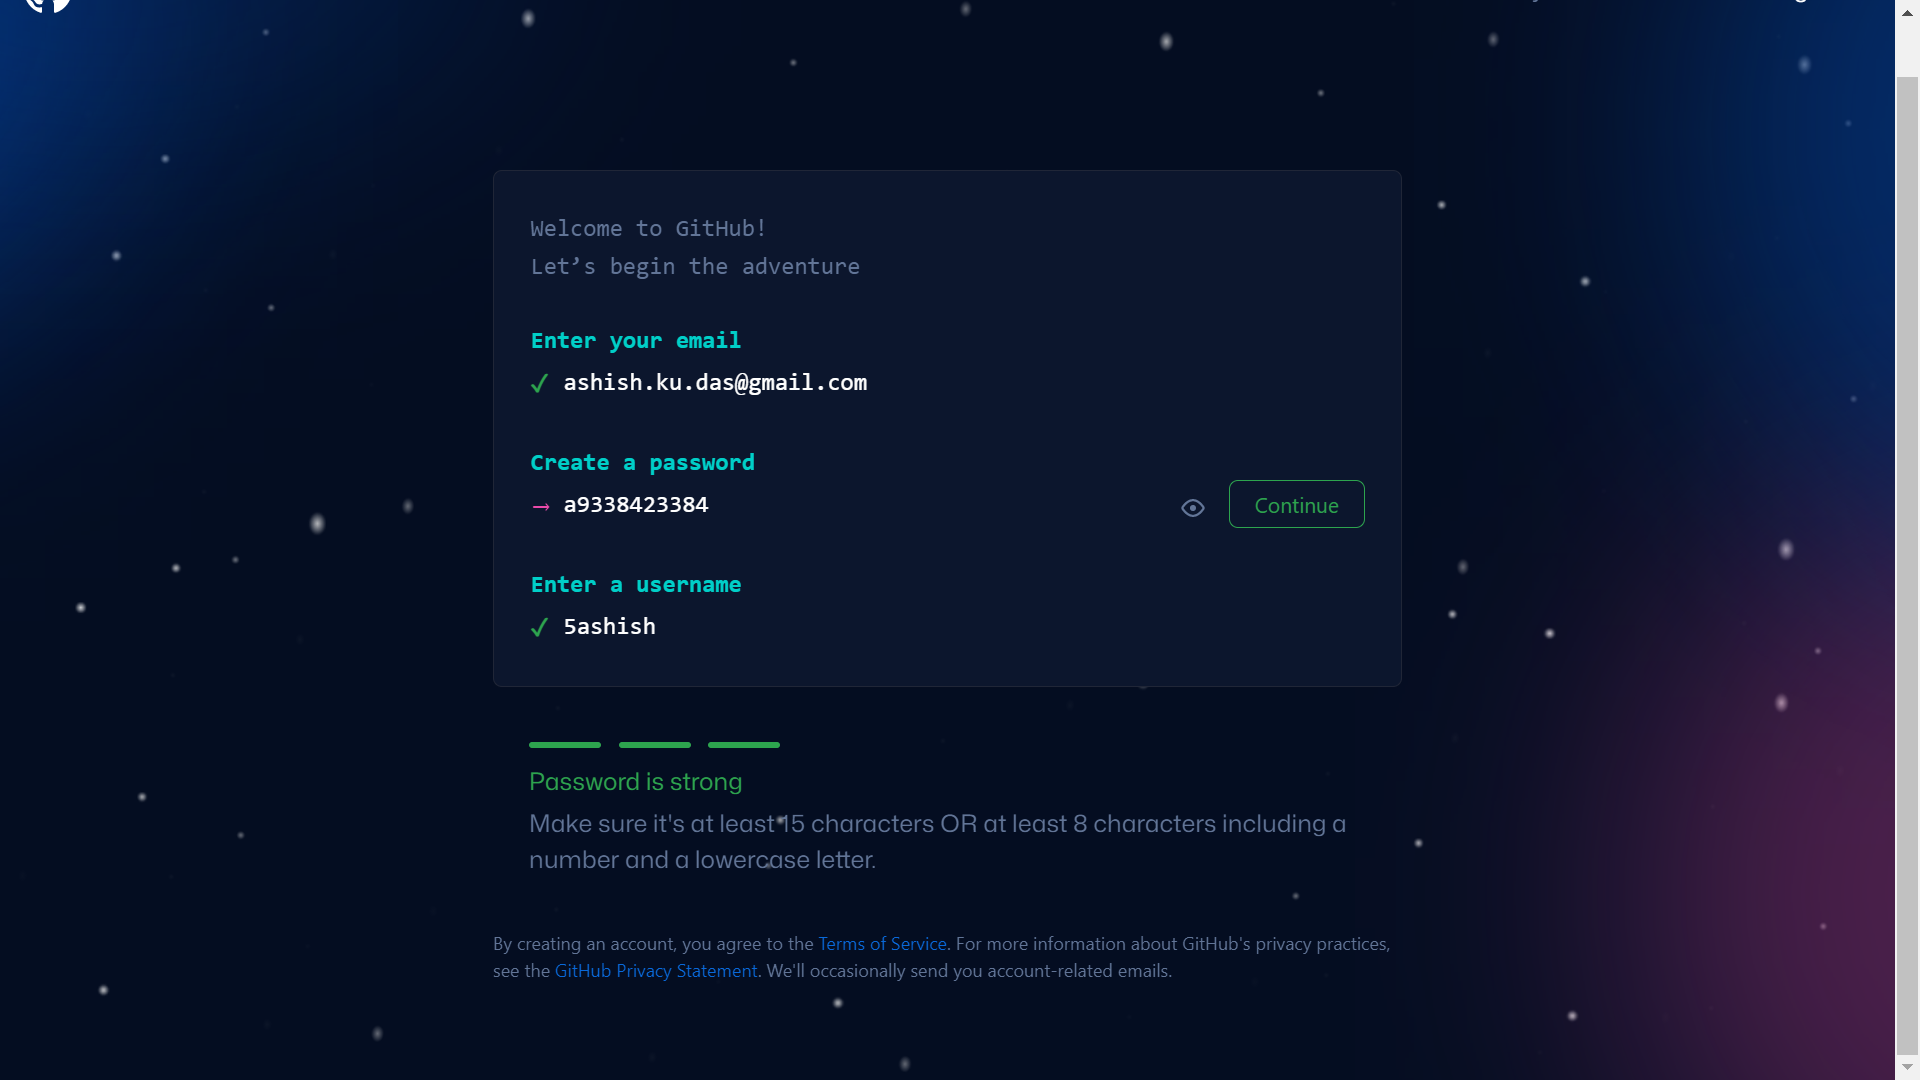 Welcome to GitHub!
Let’s begin the adventure
Enter your email
✓ ashish.ku.das@gmail.com
Create a password
→ a9338423384
Continue
Enter a username
✓ 5ashish
Password is strong
Make sure it's at least 15 characters OR at least 8 characters including a
number and a lowercase letter.
By creating an account, you agree to the Terms of Service. For more information about GitHub's privacy practices,
see the GitHub Privacy Statement. We'll occasionally send you account-related emails.